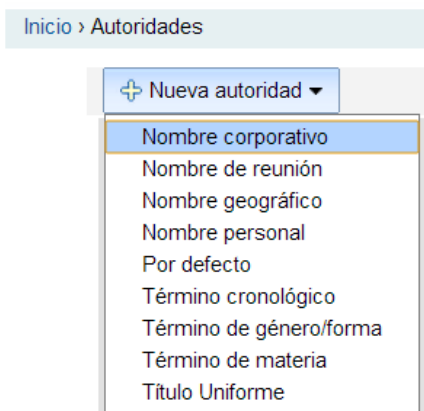 Inicio › Autoridades
Nueva autoridad
Nombre corporativo
Nombre de reunión
Nombre geográfico
Nombre personal
Por defecto
Término cronológico
Término de género/forma
Término de materia
Título Uniforme